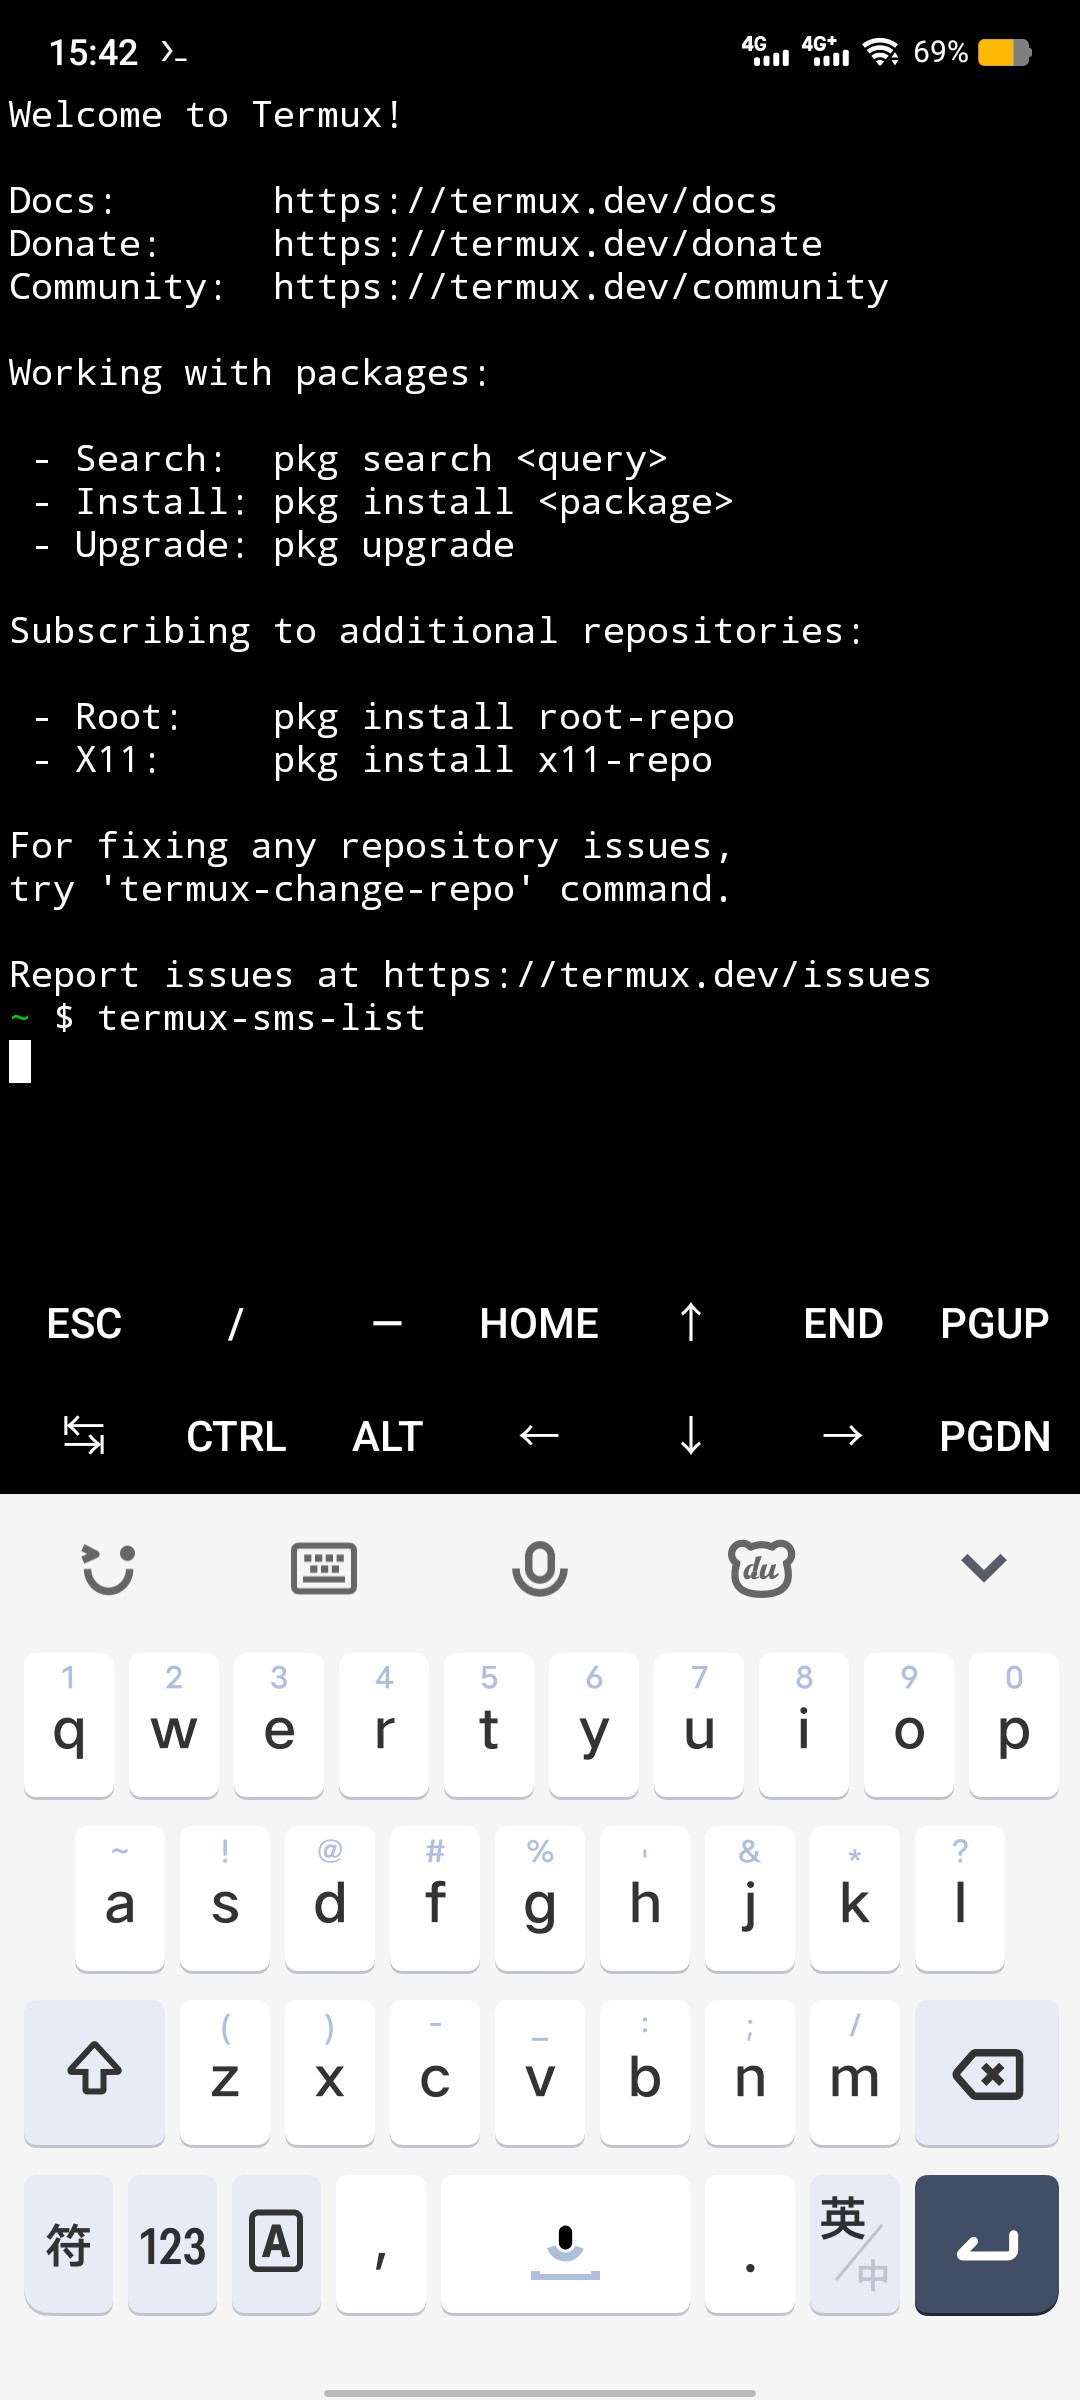 15:42
4G 4G+ 69%
Welcome to Termux!
Docs: https://termux.dev/docs
Donate: https://termux.dev/donate
Community: https://termux.dev/community
Working with packages:
- Search: pkg search <query>
- Install: pkg install <package>
- Upgrade: pkg upgrade
Subscribing to additional repositories:
- Root: pkg install root-repo
- X11: pkg install x11-repo
For fixing any repository issues,
try 'termux-change-repo' command.
Report issues at https://termux.dev/issues
~ $ termux-sms-list
ESC / − HOME ↑ END PGUP
↹ CTRL ALT ← ↓ → PGDN
du
1 2 3 4 5 6 7 8 9 0
q w e r t y u i o p
~ ! @ # % ' & * ?
a s d f g h j k l
( ) - _ : ; /
z x c v b n m
符 123 A , . 英/中